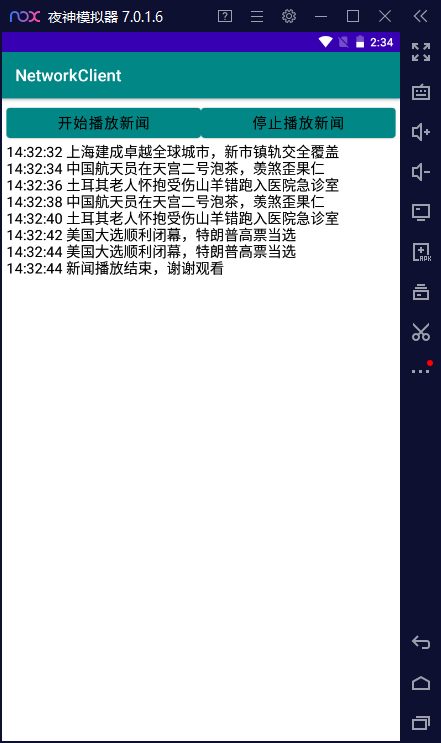 nox 夜神模拟器 7.0.1.6
2:34
NetworkClient
开始播放新闻 停止播放新闻
14:32:32 上海建成卓越全球城市，新市镇轨交全覆盖
14:32:34 中国航天员在天宫二号泡茶，羡煞歪果仁
14:32:36 土耳其老人怀抱受伤山羊错跑入医院急诊室
14:32:38 中国航天员在天宫二号泡茶，羡煞歪果仁
14:32:40 土耳其老人怀抱受伤山羊错跑入医院急诊室
14:32:42 美国大选顺利闭幕，特朗普高票当选
14:32:44 美国大选顺利闭幕，特朗普高票当选
14:32:44 新闻播放结束，谢谢观看
APK